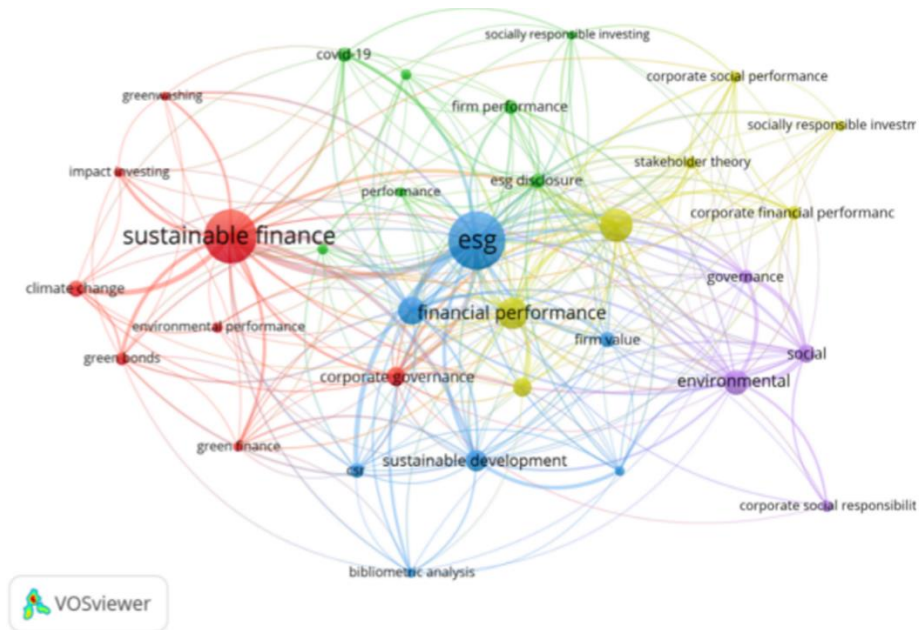 socially responsible investing
covid-19
corporate social performance
greenwashing
firm performance
socially responsible investm
stakeholder theory
impact investing
esg disclosure
performance
corporate financial performanc
sustainable finance
esg
governance
climate change
environmental performance
financial performance
firm value
green bonds
social
corporate governance
environmental
green finance
sustainable development
csr
corporate social responsibilit
bibliometric analysis
VOSviewer